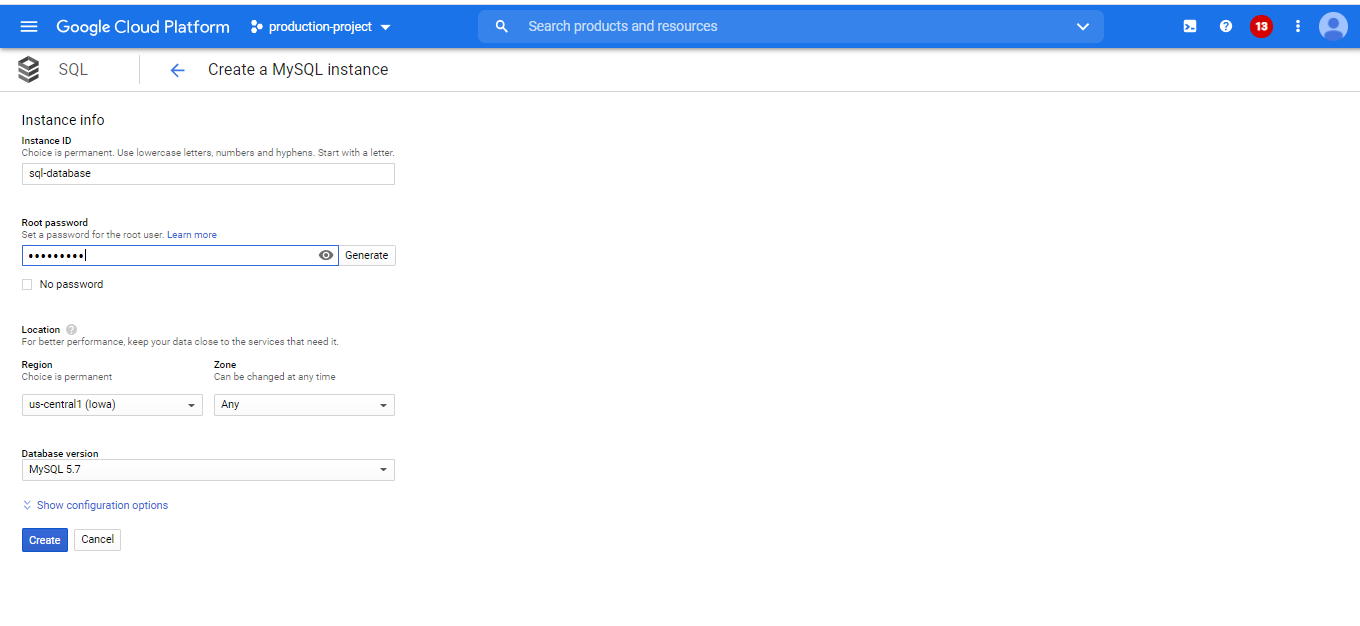 Google Cloud Platform production-project Search products and resources 13
SQL Create a MySQL instance
Instance info
Instance ID
Choice is permanent. Use lowercase letters, numbers and hyphens. Start with a letter.
sql-database
Root password
Set a password for the root user. Learn more
••••••••• Generate
No password
Location ?
For better performance, keep your data close to the services that need it.
Region Zone
Choice is permanent Can be changed at any time
us-central1 (Iowa) Any
Database version
MySQL 5.7
Show configuration options
Create Cancel